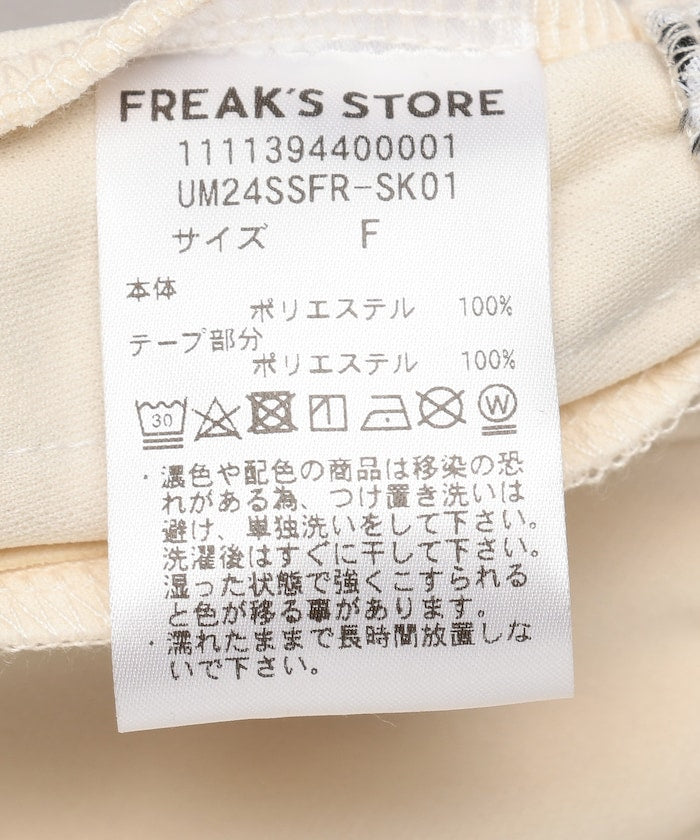 FREAK'S STORE
1111394400001
UM24SSFR-SK01
サイズ F
本体
ポリエステル 100%
テープ部分
ポリエステル 100%
30 W
・濃色や配色の商品は移染の恐
れがある為、つけ置き洗いは
避け、単独洗いをして下さい。
洗濯後はすぐに干して下さい。
湿った状態で強くこすられる
と色が移る事があります。
・濡れたままで長時間放置しな
いで下さい。